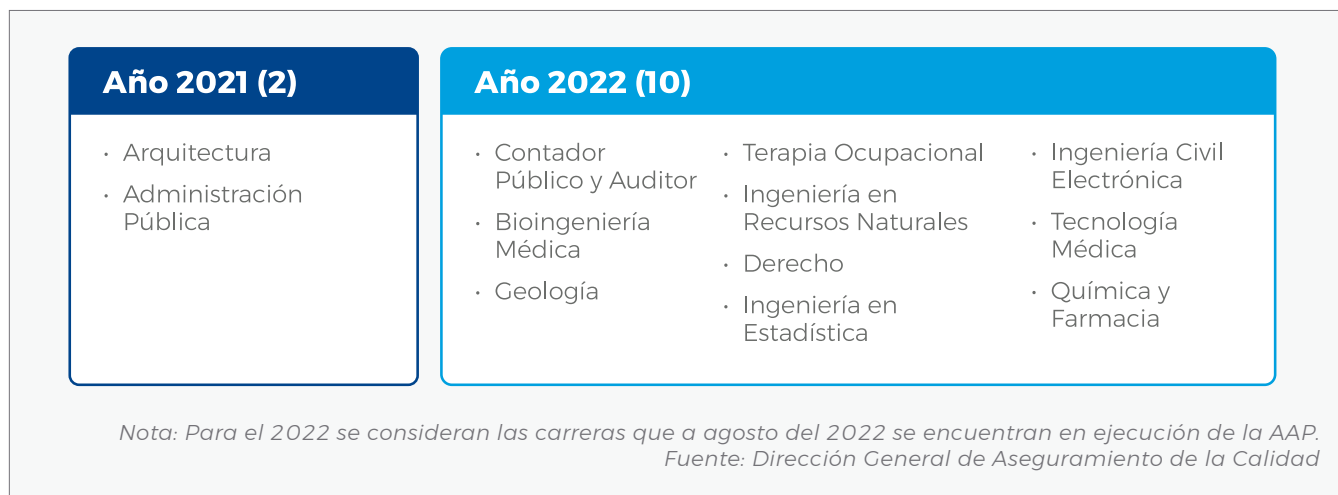 Año 2021 (2)
· Arquitectura
· Administración
Pública
Año 2022 (10)
· Contador
Público y Auditor
· Bioingeniería
Médica
· Geología
· Terapia Ocupacional
· Ingeniería en
Recursos Naturales
· Derecho
· Ingeniería en
Estadística
· Ingeniería Civil
Electrónica
· Tecnología
Médica
· Química y
Farmacia
Nota: Para el 2022 se consideran las carreras que a agosto del 2022 se encuentran en ejecución de la AAP.
Fuente: Dirección General de Aseguramiento de la Calidad